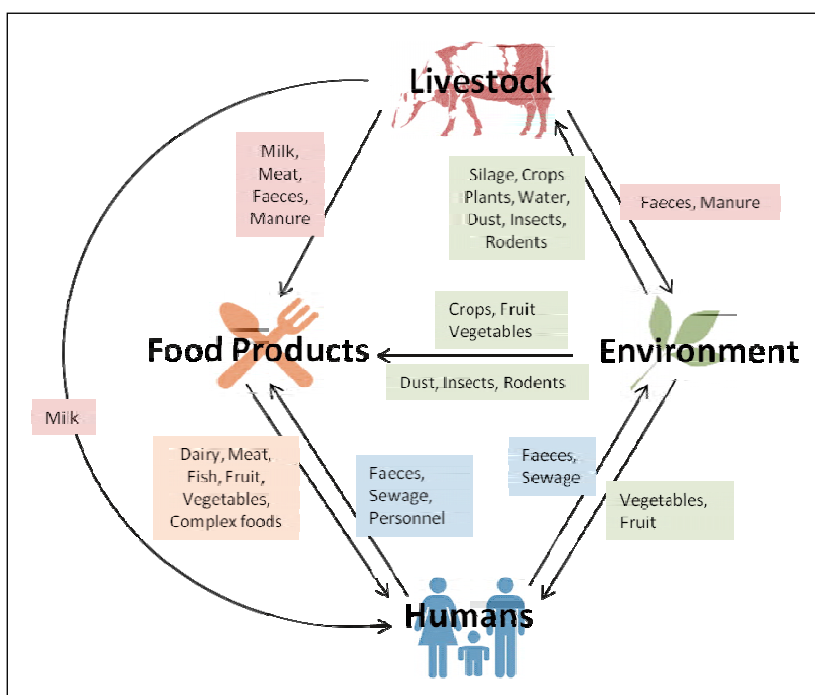 Livestock
Milk,
Meat,
Faeces,
Manure
Silage, Crops
Plants, Water,
Dust, Insects,
Rodents
Faeces, Manure
Crops, Fruit
Vegetables
Food Products
Environment
Dust, Insects, Rodents
Milk
Dairy, Meat,
Fish, Fruit,
Vegetables,
Complex foods
Faeces,
Sewage,
Personnel
Faeces,
Sewage
Vegetables,
Fruit
Humans